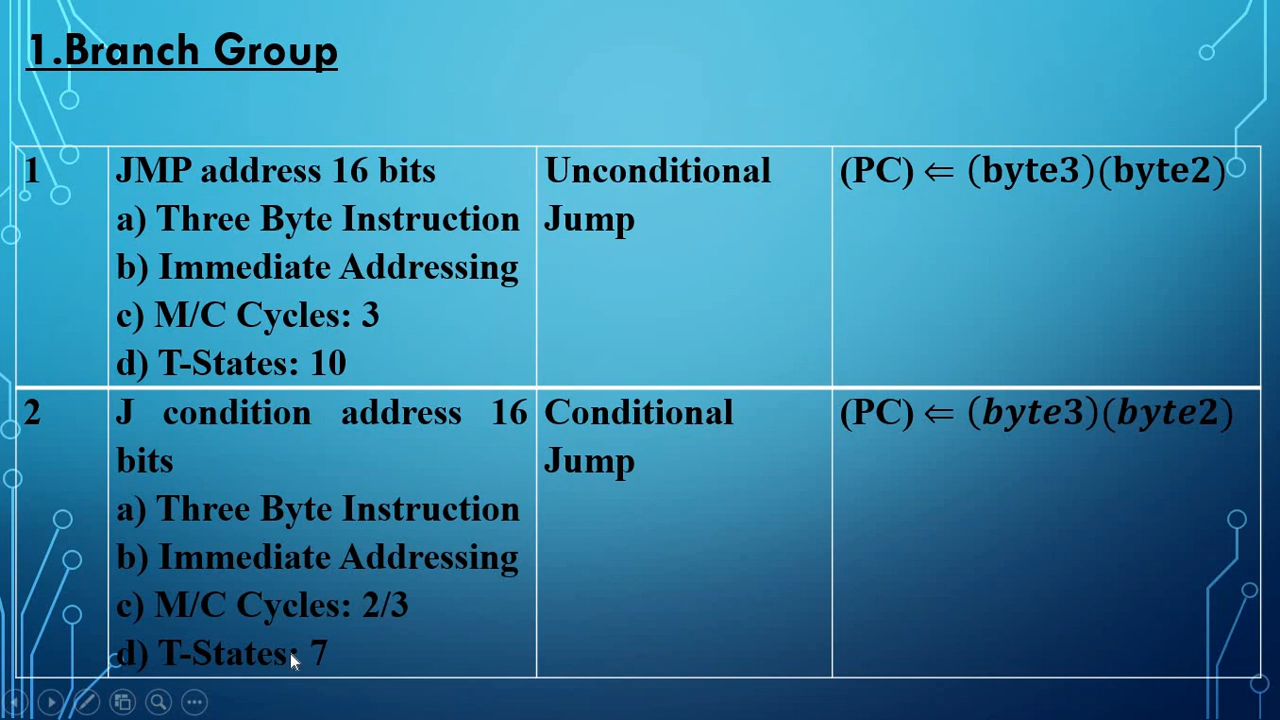 1.Branch Group
1
JMP address 16 bits
a) Three Byte Instruction
b) Immediate Addressing
c) M/C Cycles: 3
d) T-States: 10
Unconditional
Jump
(PC) ⇐ (byte3)(byte2)
2
J condition address 16
bits
a) Three Byte Instruction
b) Immediate Addressing
c) M/C Cycles: 2/3
d) T-States: 7
Conditional
Jump
(PC) ⇐ (byte3)(byte2)